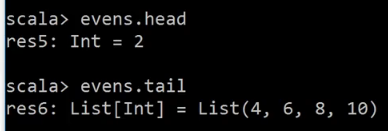 scala> evens.head
res5: Int = 2
scala> evens.tail
res6: List[Int] = List(4, 6, 8, 10)